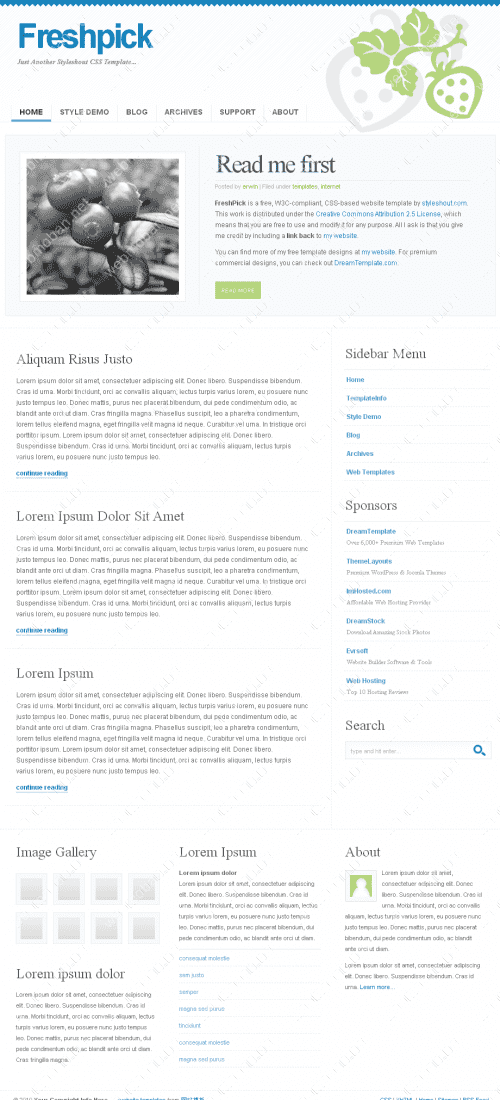 Freshpick
Just Another Styleshout CSS Template...
HOME STYLE DEMO BLOG ARCHIVES SUPPORT ABOUT
Read me first
Posted by erwin | Filed under templates, internet
FreshPick is a free, W3C-compliant, CSS-based website template by styleshout.com.
This work is distributed under the Creative Commons Attribution 2.5 License, which
means that you are free to use and modify it for any purpose. All I ask is that you give
me credit by including a link back to my website.
You can find more of my free template designs at my website. For premium
commercial designs, you can check out DreamTemplate.com.
READ MORE
Aliquam Risus Justo
Lorem ipsum dolor sit amet, consectetuer adipiscing elit. Donec libero. Suspendisse bibendum.
Cras id urna. Morbi tincidunt, orci ac convallis aliquam, lectus turpis varius lorem, eu posuere nunc
justo tempus leo. Donec mattis, purus nec placerat bibendum, dui pede condimentum odio, ac
blandit ante orci ut diam. Cras fringilla magna. Phasellus suscipit, leo a pharetra condimentum,
lorem tellus eleifend magna, eget fringilla velit magna id neque. Curabitur vel urna. In tristique orci
porttitor ipsum. Lorem ipsum dolor sit amet, consectetuer adipiscing elit. Donec libero.
Suspendisse bibendum. Cras id urna. Morbi tincidunt, orci ac convallis aliquam, lectus turpis
varius lorem, eu posuere nunc justo tempus leo.
continue reading
Lorem Ipsum Dolor Sit Amet
Lorem ipsum dolor sit amet, consectetuer adipiscing elit. Donec libero. Suspendisse bibendum.
Cras id urna. Morbi tincidunt, orci ac convallis aliquam, lectus turpis varius lorem, eu posuere nunc
justo tempus leo. Donec mattis, purus nec placerat bibendum, dui pede condimentum odio, ac
blandit ante orci ut diam. Cras fringilla magna. Phasellus suscipit, leo a pharetra condimentum,
lorem tellus eleifend magna, eget fringilla velit magna id neque. Curabitur vel urna. In tristique orci
porttitor ipsum. Lorem ipsum dolor sit amet, consectetuer adipiscing elit. Donec libero.
Suspendisse bibendum. Cras id urna. Morbi tincidunt, orci ac convallis aliquam, lectus turpis
varius lorem, eu posuere nunc justo tempus leo.
continue reading
Lorem Ipsum
Lorem ipsum dolor sit amet, consectetuer adipiscing elit. Donec libero. Suspendisse bibendum.
Cras id urna. Morbi tincidunt, orci ac convallis aliquam, lectus turpis varius lorem, eu posuere nunc
justo tempus leo. Donec mattis, purus nec placerat bibendum, dui pede condimentum odio, ac
blandit ante orci ut diam. Cras fringilla magna. Phasellus suscipit, leo a pharetra condimentum,
lorem tellus eleifend magna, eget fringilla velit magna id neque. Curabitur vel urna. In tristique orci
porttitor ipsum. Lorem ipsum dolor sit amet, consectetuer adipiscing elit. Donec libero.
Suspendisse bibendum. Cras id urna. Morbi tincidunt, orci ac convallis aliquam, lectus turpis
varius lorem, eu posuere nunc justo tempus leo.
continue reading
Sidebar Menu
Home
TemplateInfo
Style Demo
Blog
Archives
Web Templates
Sponsors
DreamTemplate
Over 6,000+ Premium Web Templates
ThemeLayouts
Premium WordPress & Joomla Themes
ImHosted.com
Affordable Web Hosting Provider
DreamStock
Download Amazing Stock Photos
Evrsoft
Website Builder Software & Tools
Web Hosting
Top 10 Hosting Reviews
Search
type and hit enter...
Image Gallery
Lorem ipsum dolor
Lorem ipsum dolor sit amet, consectetuer adipiscing
elit. Donec libero. Suspendisse bibendum. Cras id
urna. Morbi tincidunt, orci ac convallis aliquam, lectus
turpis varius lorem, eu posuere nunc justo tempus
leo. Donec mattis, purus nec placerat bibendum, dui
pede condimentum odio, ac blandit ante orci ut diam.
Cras fringilla magna.
Lorem Ipsum
Lorem ipsum dolor
Lorem ipsum dolor sit amet, consectetuer adipiscing
elit. Donec libero. Suspendisse bibendum. Cras id
urna. Morbi tincidunt, orci ac convallis aliquam, lectus
turpis varius lorem, eu posuere nunc justo tempus
leo. Donec mattis, purus nec placerat bibendum, dui
pede condimentum odio, ac blandit ante orci ut diam.
consequat molestie
sem justo
semper
magna sed purus
tincidunt
consequat molestie
magna sed purus
About
Lorem ipsum dolor sit amet,
consectetuer adipiscing elit. Donec
libero. Suspendisse bibendum. Cras id
urna. Morbi tincidunt, orci ac convallis
aliquam, lectus turpis varius lorem, eu posuere nunc
justo tempus leo. Donec mattis, purus nec placerat
bibendum, dui pede condimentum odio, ac blandit
ante orci ut diam.
Lorem ipsum dolor sit amet, consectetuer adipiscing
elit. Donec libero. Suspendisse bibendum. Cras id
urna. Learn more...